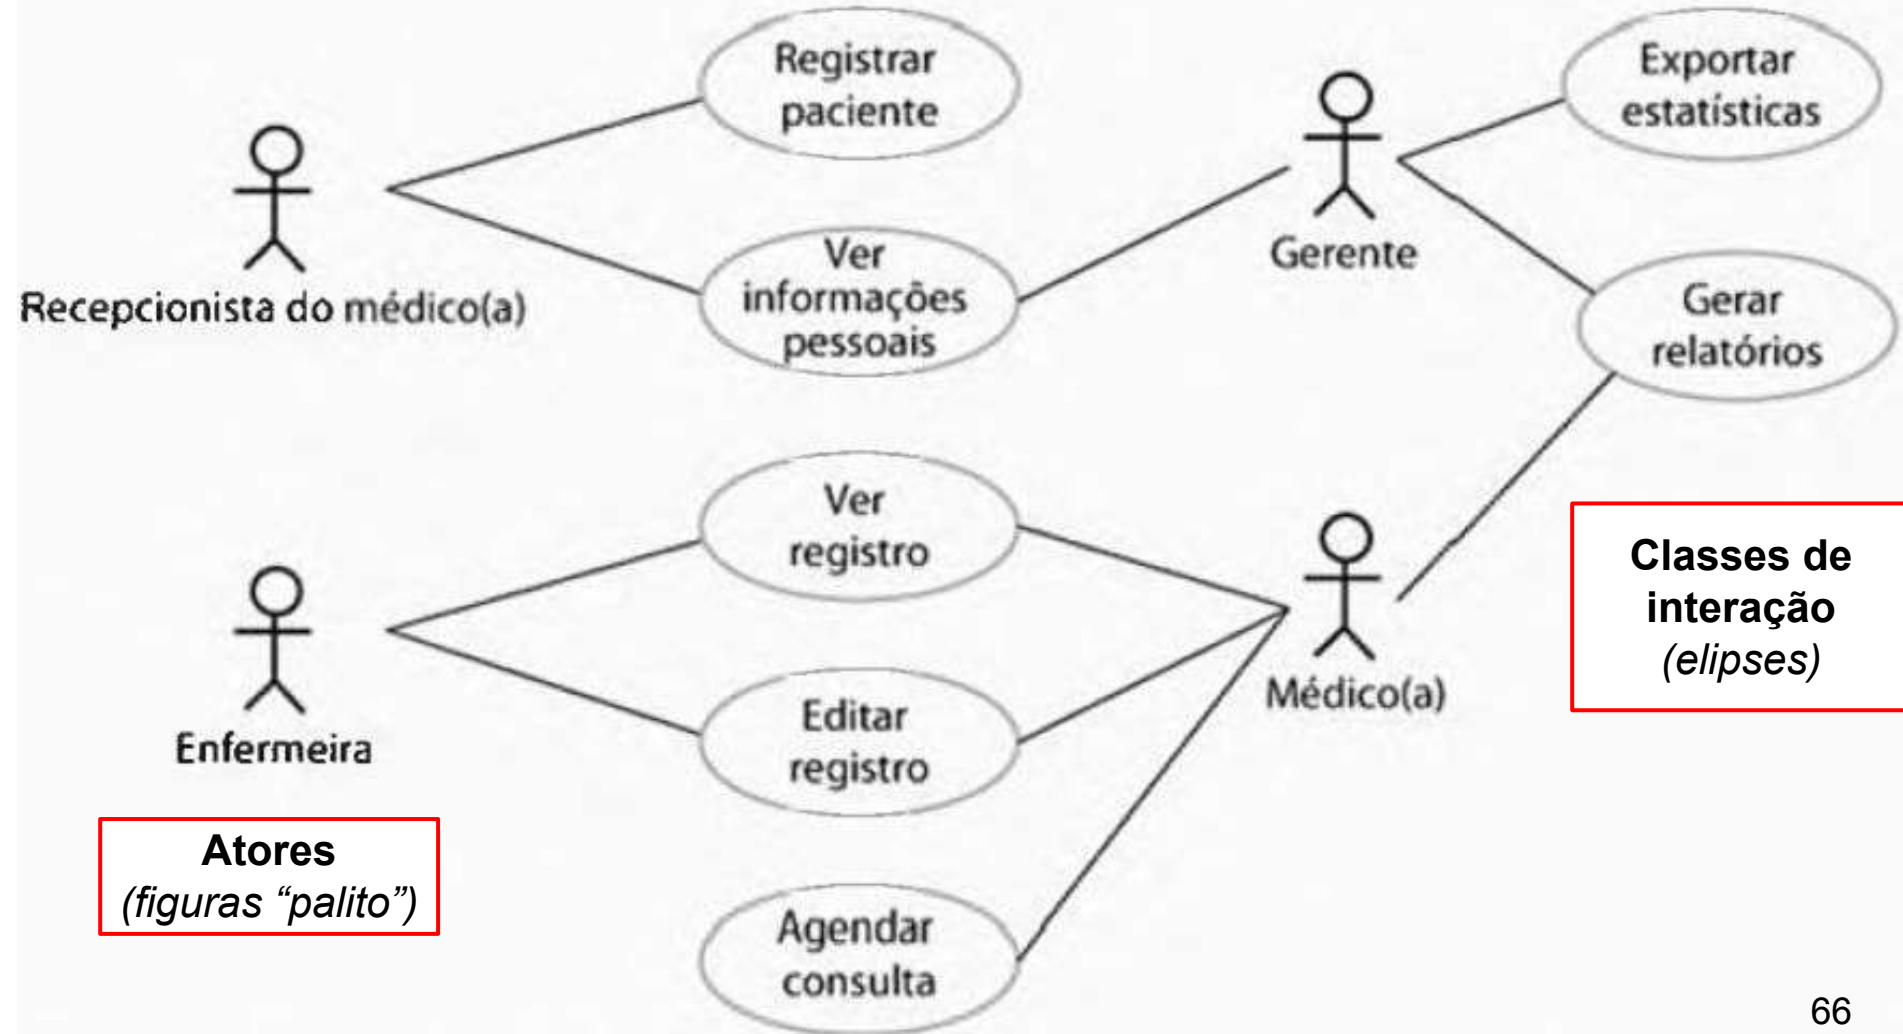 Registrar
paciente
Exportar
estatísticas
Recepcionista do médico(a)
Ver
informações
pessoais
Gerente
Gerar
relatórios
Ver
registro
Classes de
interação
(elipses)
Enfermeira
Editar
registro
Médico(a)
Atores
(figuras “palito”)
Agendar
consulta
66